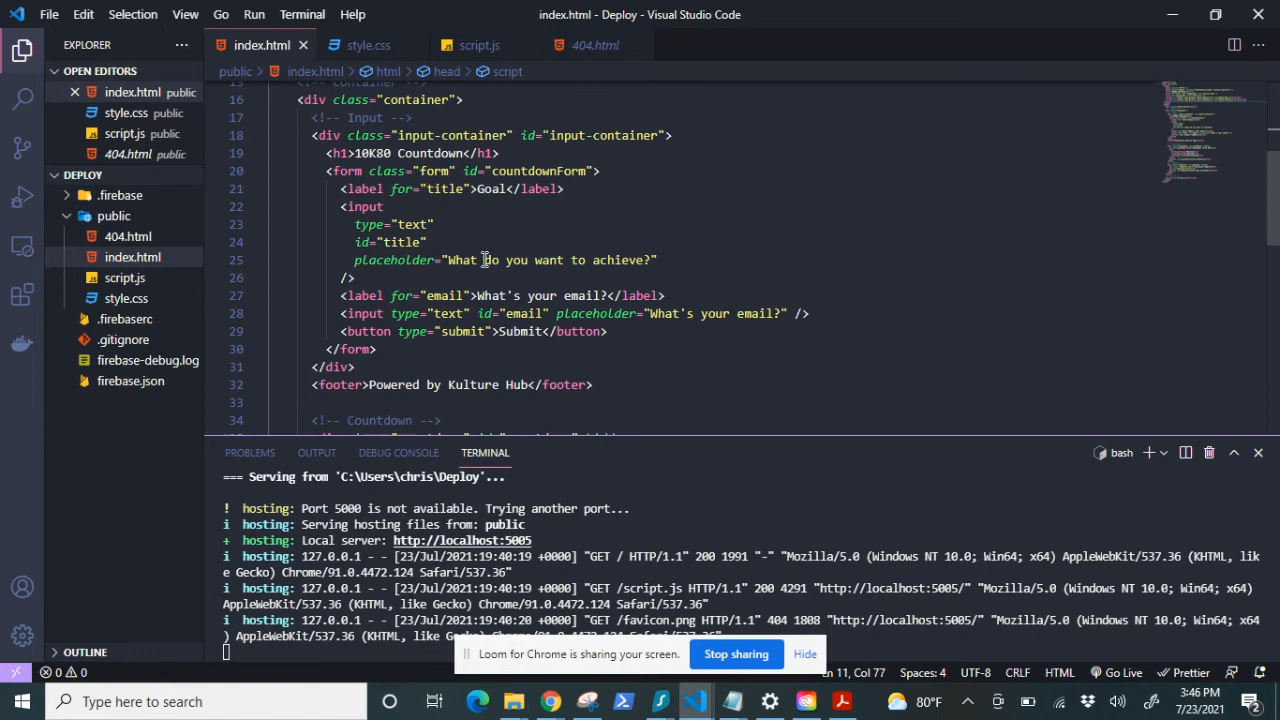 File Edit Selection View Go Run Terminal Help index.html - Deploy - Visual Studio Code
EXPLORER
index.html style.css script.js 404.html
OPEN EDITORS
public > index.html > html > head > script
index.html public
style.css public
script.js public
404.html public
DEPLOY
.firebase
public
404.html
index.html
script.js
style.css
.firebaserc
.gitignore
firebase-debug.log
firebase.json
OUTLINE
15 <!-- Container -->
16 <div class="container">
17 <!-- Input -->
18 <div class="input-container" id="input-container">
19 <h1>10K80 Countdown</h1>
20 <form class="form" id="countdownForm">
21 <label for="title">Goal</label>
22 <input
23 type="text"
24 id="title"
25 placeholder="What do you want to achieve?"
26 />
27 <label for="email">What's your email?</label>
28 <input type="text" id="email" placeholder="What's your email?" />
29 <button type="submit">Submit</button>
30 </form>
31 </div>
32 <footer>Powered by Kulture Hub</footer>
33
34 <!-- Countdown -->
PROBLEMS OUTPUT DEBUG CONSOLE TERMINAL bash
=== Serving from 'C:\Users\chris\Deploy'...
! hosting: Port 5000 is not available. Trying another port...
i hosting: Serving hosting files from: public
+ hosting: Local server: http://localhost:5005
i hosting: 127.0.0.1 - - [23/Jul/2021:19:40:19 +0000] "GET / HTTP/1.1" 200 1991 "-" "Mozilla/5.0 (Windows NT 10.0; Win64; x64) AppleWebKit/537.36 (KHTML, lik
e Gecko) Chrome/91.0.4472.124 Safari/537.36"
i hosting: 127.0.0.1 - - [23/Jul/2021:19:40:19 +0000] "GET /script.js HTTP/1.1" 200 4291 "http://localhost:5005/" "Mozilla/5.0 (Windows NT 10.0; Win64; x64)
AppleWebKit/537.36 (KHTML, like Gecko) Chrome/91.0.4472.124 Safari/537.36"
i hosting: 127.0.0.1 - - [23/Jul/2021:19:40:20 +0000] "GET /favicon.png HTTP/1.1" 404 1808 "http://localhost:5005/" "Mozilla/5.0 (Windows NT 10.0; Win64; x64
) AppleWebKit/537.36 (KHTML, like Gecko) Chrome/91.0.4472.124 Safari/537.36"
Loom for Chrome is sharing your screen. Stop sharing Hide
0 0 Ln 11, Col 77 Spaces: 4 UTF-8 CRLF HTML Go Live Prettier
Type here to search 80°F 3:46 PM
7/23/2021 2